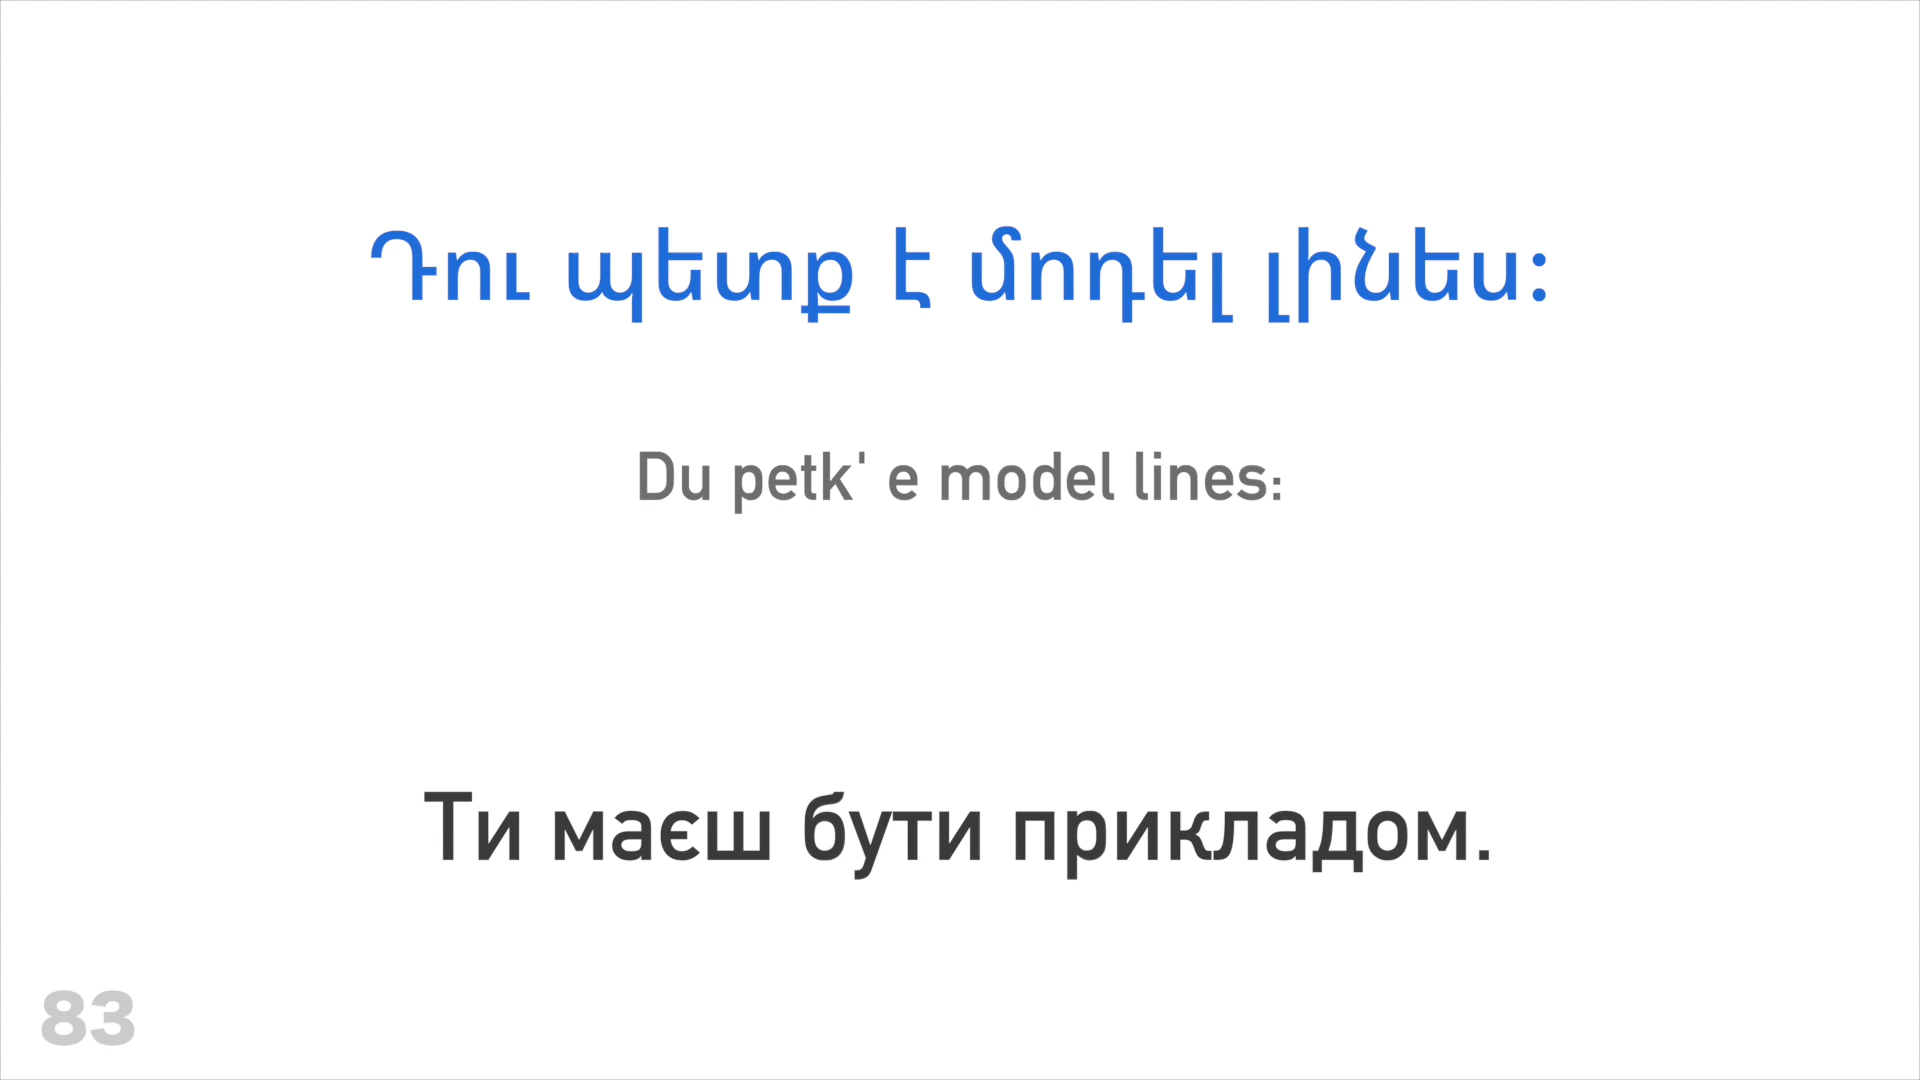 Դու պետք է մոդել լինես:
Du petk' e model lines:
Ти маєш бути прикладом.
83